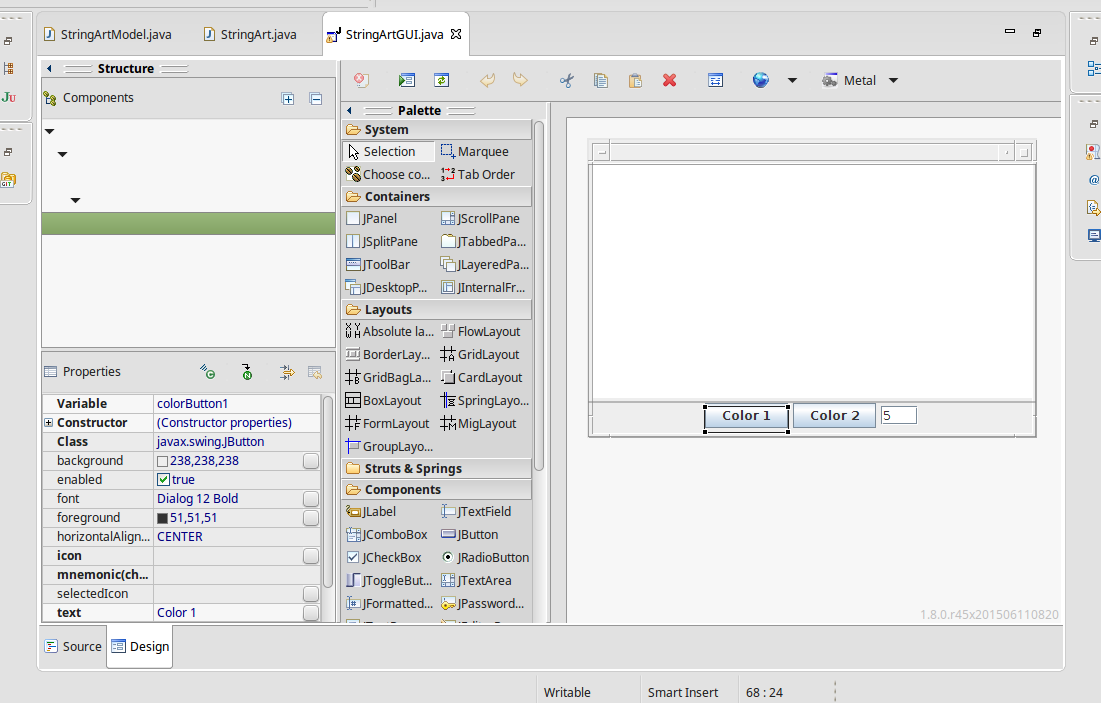 StringArtModel.java StringArt.java StringArtGUI.java
Structure
Components
Metal
Palette
System
Selection Marquee
Choose co... Tab Order
Containers
JPanel JScrollPane
JSplitPane JTabbedPa...
JToolBar JLayeredPa...
JDesktopP... JInternalFr...
Layouts
Absolute la... FlowLayout
BorderLay... GridLayout
GridBagLa... CardLayout
BoxLayout SpringLayo...
FormLayout MigLayout
GroupLayo...
Struts & Springs
Components
JLabel JTextField
JComboBox JButton
JCheckBox JRadioButton
JToggleBut... JTextArea
JFormatted... JPassword...
Properties
Variable colorButton1
Constructor (Constructor properties)
Class javax.swing.JButton
background 238,238,238
enabled true
font Dialog 12 Bold
foreground 51,51,51
horizontalAlign... CENTER
icon
mnemonic(ch...
selectedIcon
text Color 1
Color 1 Color 2 5
1.8.0.r45x201506110820
JU
GIT
Source Design
Writable Smart Insert 68 : 24